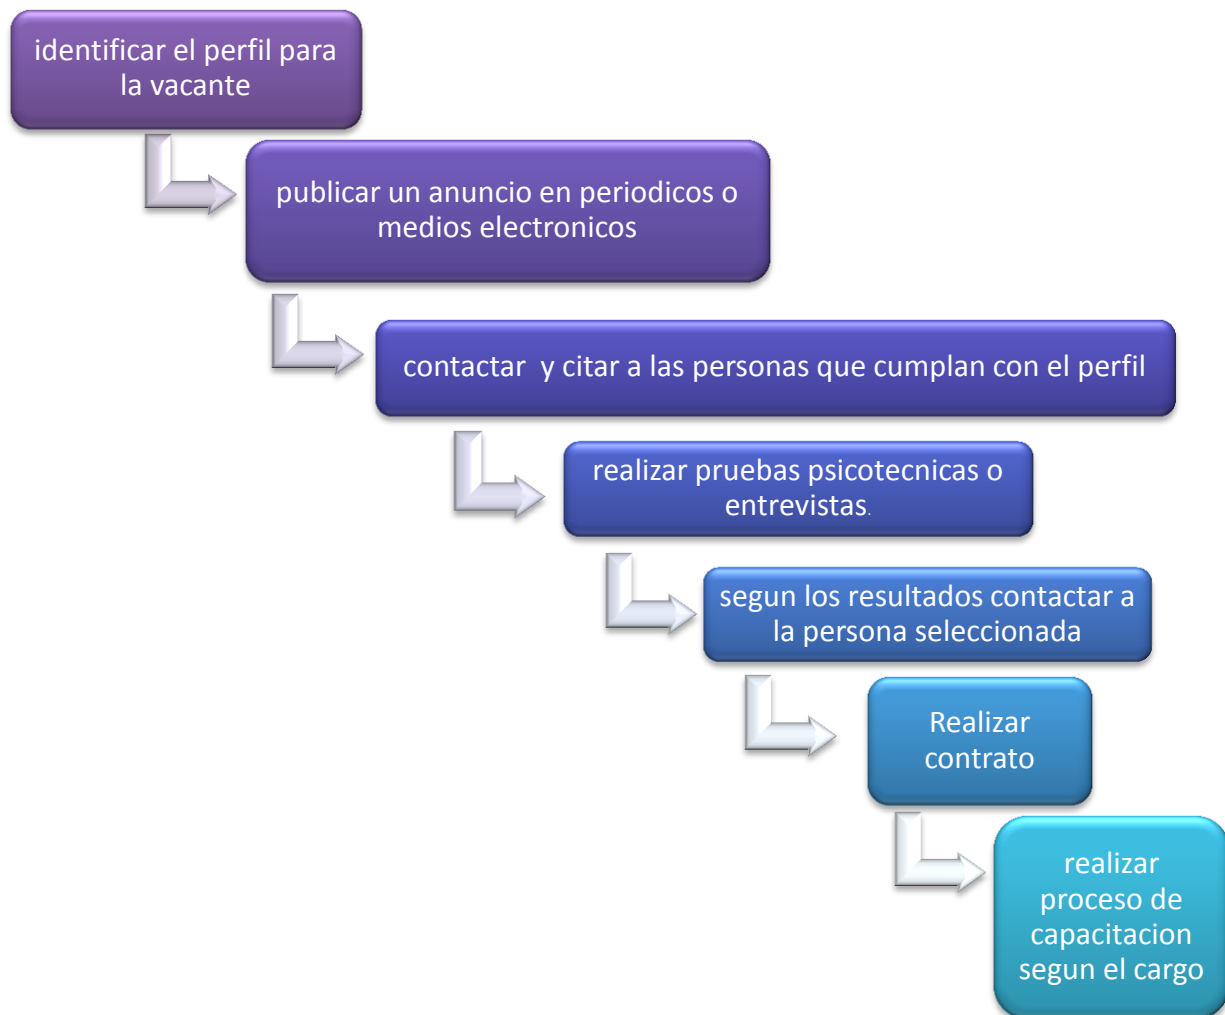 identificar el perfil para
la vacante
publicar un anuncio en periodicos o
medios electronicos
contactar  y citar a las personas que cumplan con el perfil
realizar pruebas psicotecnicas o
entrevistas.
segun los resultados contactar a
la persona seleccionada
Realizar
contrato
realizar
proceso de
capacitacion
segun el cargo